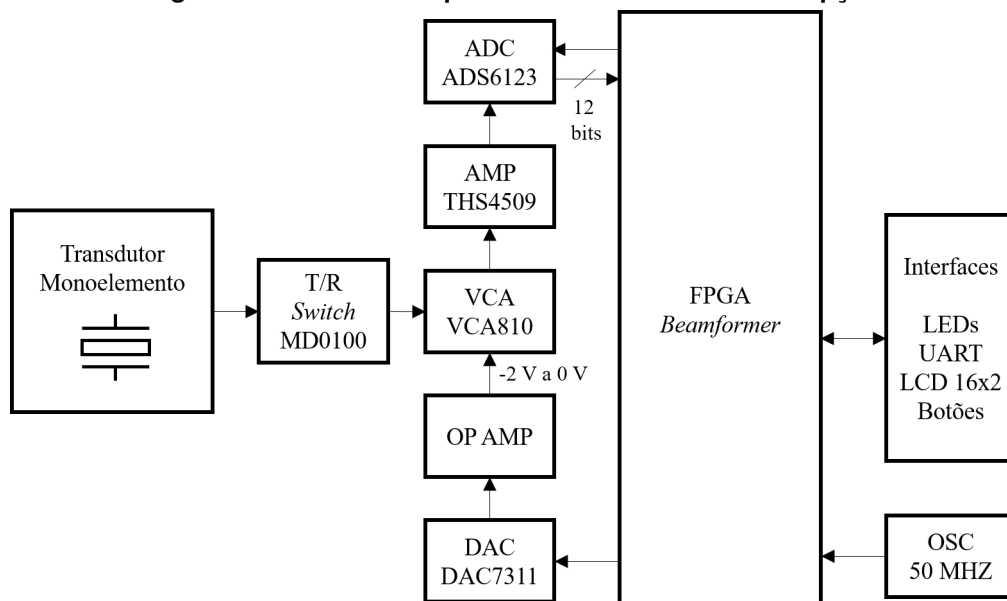 ADC
ADS6123
12
bits
AMP
THS4509
Transdutor
Monoelemento
T/R
Switch
MD0100
VCA
VCA810
-2 V a 0 V
OP AMP
DAC
DAC7311
FPGA
Beamformer
Interfaces
LEDs
UART
LCD 16x2
Botões
OSC
50 MHZ